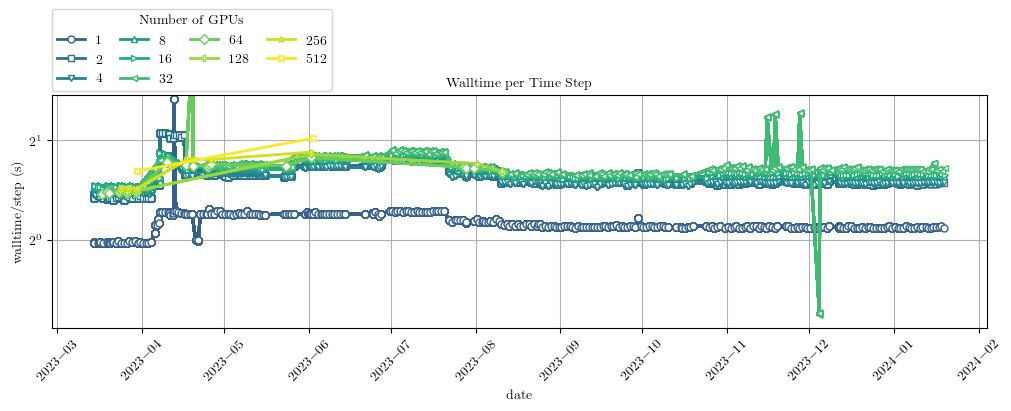 Number of GPUs
1 8 64 256
2 16 128 512
4 32
Walltime per Time Step
2^1
2^0
walltime/step (s)
2023−03 2023−04 2023−05 2023−06 2023−07 2023−08 2023−09 2023−10 2023−11 2023−12 2024−01 2024−02
date